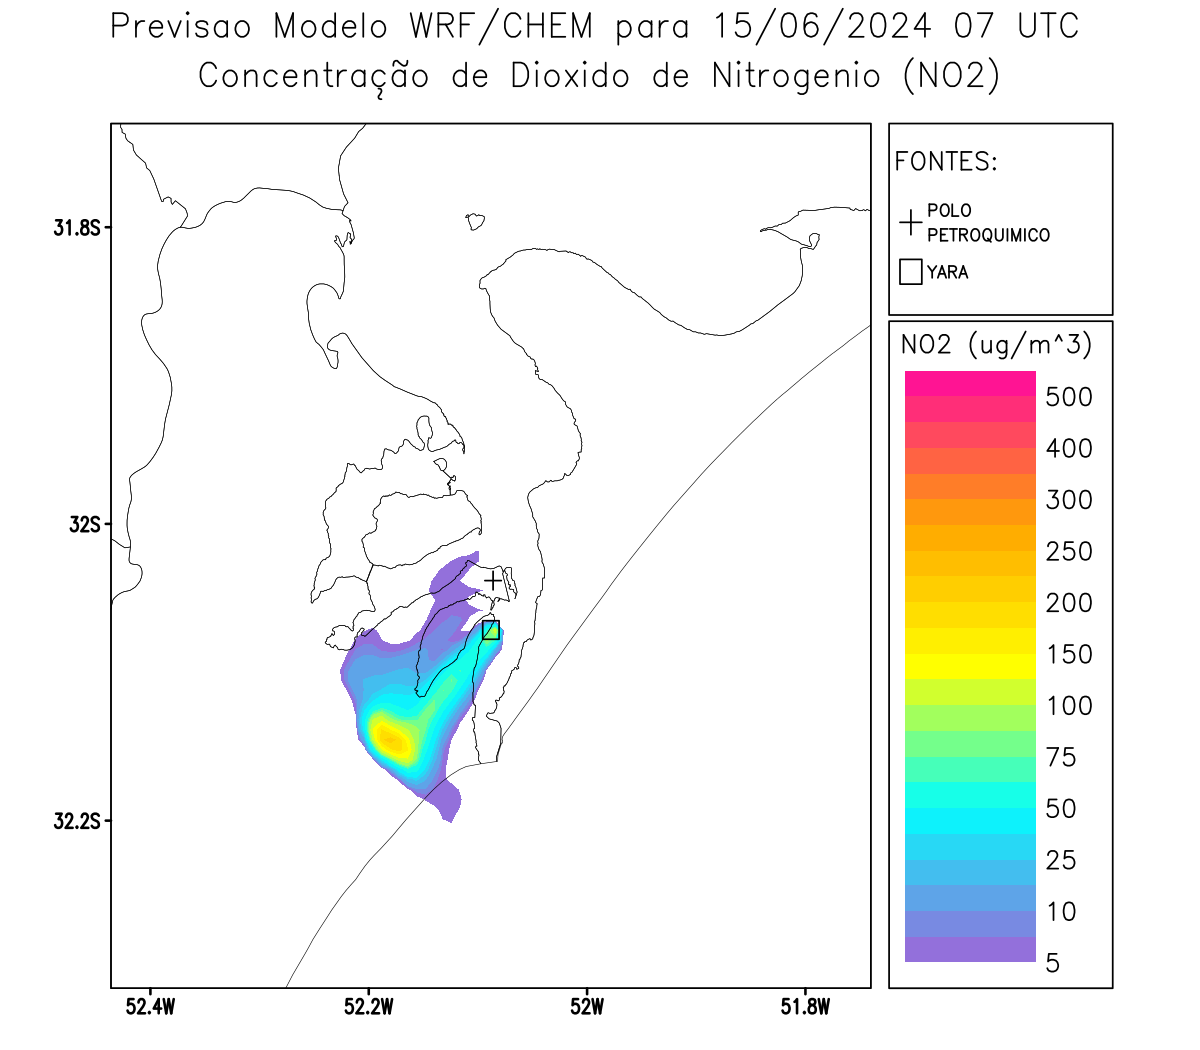 Previsao Modelo WRF/CHEM para 15/06/2024 07 UTC
Concentração de Dioxido de Nitrogenio (NO2)
FONTES:
POLO
PETROQUIMICO
YARA
NO2 (ug/m^3)
500
400
300
250
200
150
100
75
50
25
10
5
31.8S
32S
32.2S
52.4W
52.2W
52W
51.8W